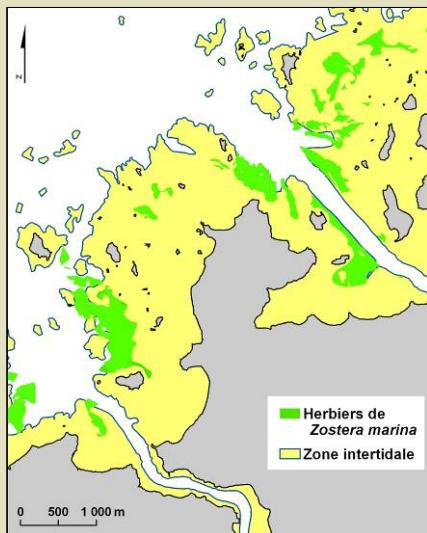 N
Herbiers de
Zostera marina
Zone intertidale
0 500 1 000 m